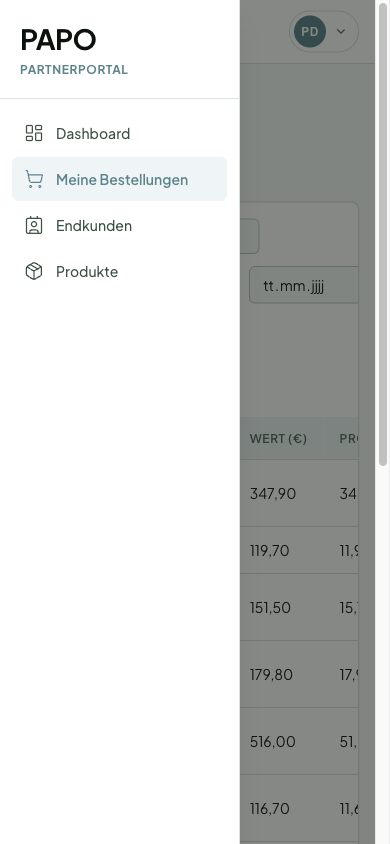 PAPO
PARTNERPORTAL
PD
Dashboard
Meine Bestellungen
Endkunden
Produkte
tt.mm.jjjj
WERT (€)
347,90
119,70
151,50
179,80
516,00
116,70